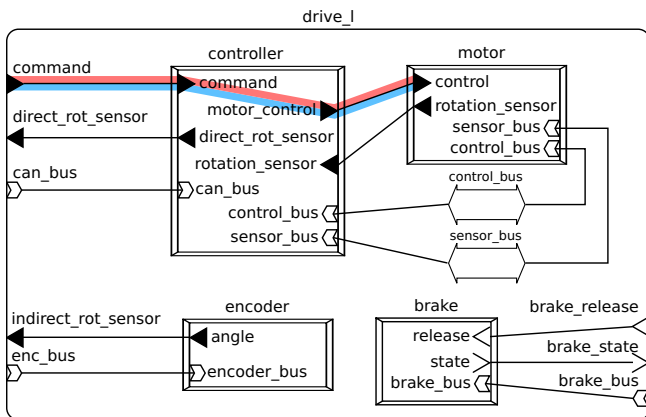 drive_l
command
controller
motor
command
control
motor_control
rotation_sensor
direct_rot_sensor
direct_rot_sensor
sensor_bus
control_bus
rotation_sensor
can_bus
can_bus
control_bus
control_bus
sensor_bus
sensor_bus
encoder
brake
brake_release
indirect_rot_sensor
angle
release
brake_state
enc_bus
encoder_bus
state
brake_bus
brake_bus